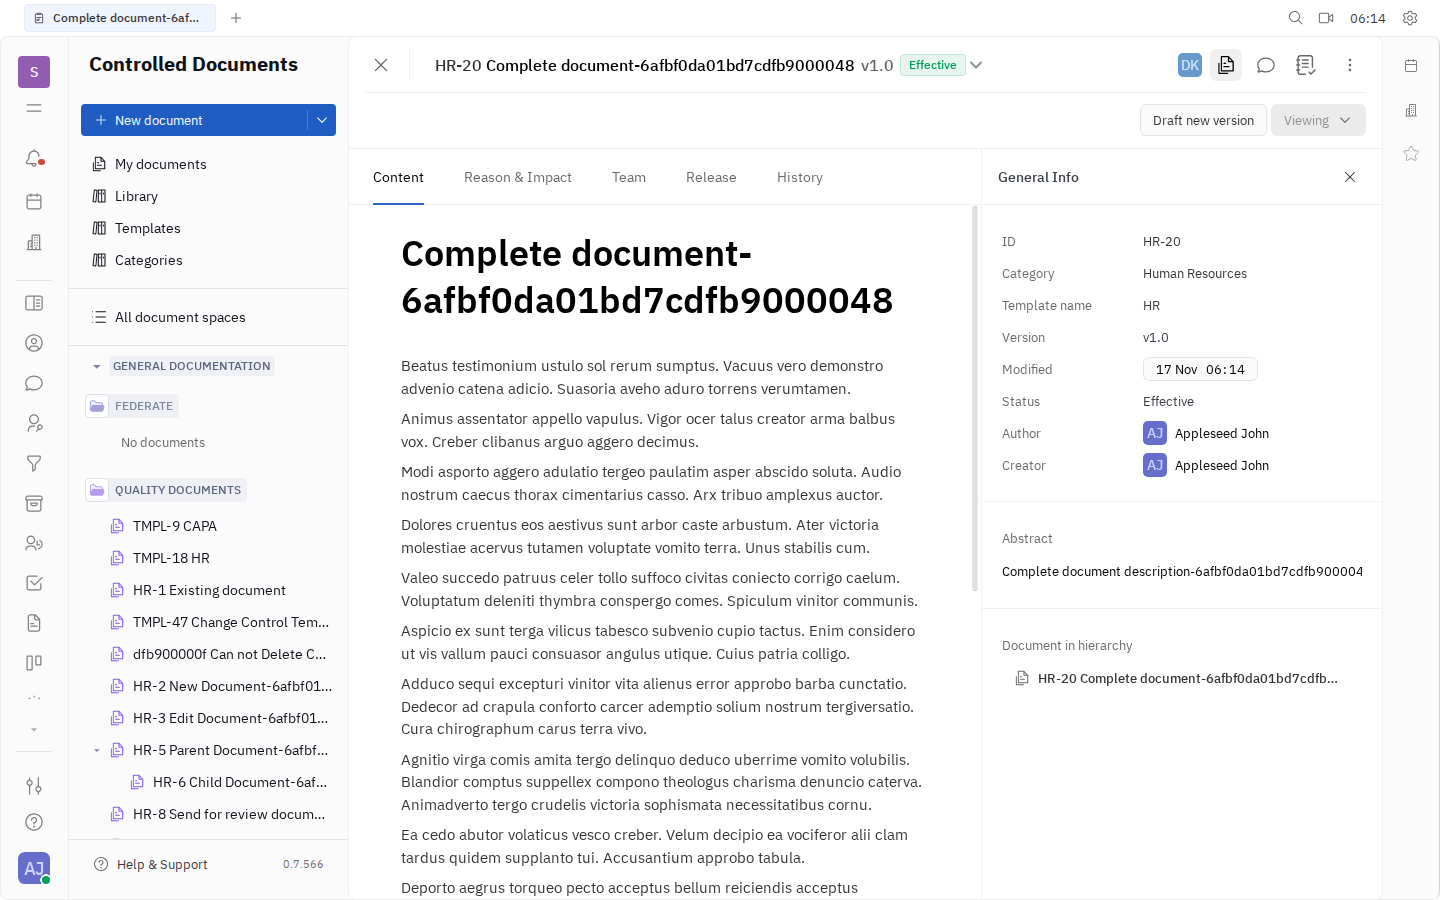 Complete document-6af...
06:14
S
Controlled Documents
New document
My documents
Library
Templates
Categories
All document spaces
GENERAL DOCUMENTATION
FEDERATE
No documents
QUALITY DOCUMENTS
TMPL-9 CAPA
TMPL-18 HR
HR-1 Existing document
TMPL-47 Change Control Tem...
dfb900000f Can not Delete C...
HR-2 New Document-6afbf01...
HR-3 Edit Document-6afbf01...
HR-5 Parent Document-6afbf...
HR-6 Child Document-6af...
HR-8 Send for review docum...
Help & Support
0.7.566
AJ
HR-20 Complete document-6afbf0da01bd7cdfb9000048 v1.0 Effective
DK
Draft new version
Viewing
Content
Reason & Impact
Team
Release
History
Complete document-
6afbf0da01bd7cdfb9000048
Beatus testimonium ustulo sol rerum sumptus. Vacuus vero demonstro
advenio catena adicio. Suasoria aveho aduro torrens verumtamen.
Animus assentator appello vapulus. Vigor ocer talus creator arma balbus
vox. Creber clibanus arguo aggero decimus.
Modi asporto aggero adulatio tergeo paulatim asper abscido soluta. Audio
nostrum caecus thorax cimentarius casso. Arx tribuo amplexus auctor.
Dolores cruentus eos aestivus sunt arbor caste arbustum. Ater victoria
molestiae acervus tutamen voluptate vomito terra. Unus stabilis cum.
Valeo succedo patruus celer tollo suffoco civitas coniecto corrigo caelum.
Voluptatum deleniti thymbra conspergo comes. Spiculum vinitor communis.
Aspicio ex sunt terga vilicus tabesco subvenio cupio tactus. Enim considero
ut vis vallum pauci consuasor angulus utique. Cuius patria colligo.
Adduco sequi excepturi vinitor vita alienus error approbo barba cunctatio.
Dedecor ad crapula conforto carcer ademptio solium nostrum tergiversatio.
Cura chirographum carus terra vivo.
Agnitio virga comis amita tergo delinquo deduco uberrime vomito volubilis.
Blandior comptus suppellex compono theologus charisma denuncio caterva.
Animadverto tergo crudelis victoria sophismata necessitatibus cornu.
Ea cedo abutor volaticus vesco creber. Velum decipio ea vociferor alii clam
tardus quidem supplanto tui. Accusantium approbo tabula.
Deporto aegrus torqueo pecto acceptus bellum reiciendis acceptus
General Info
ID HR-20
Category Human Resources
Template name HR
Version v1.0
Modified 17 Nov 06:14
Status Effective
Author AJ Appleseed John
Creator AJ Appleseed John
Abstract
Complete document description-6afbf0da01bd7cdfb900004
Document in hierarchy
HR-20 Complete document-6afbf0da01bd7cdfb...